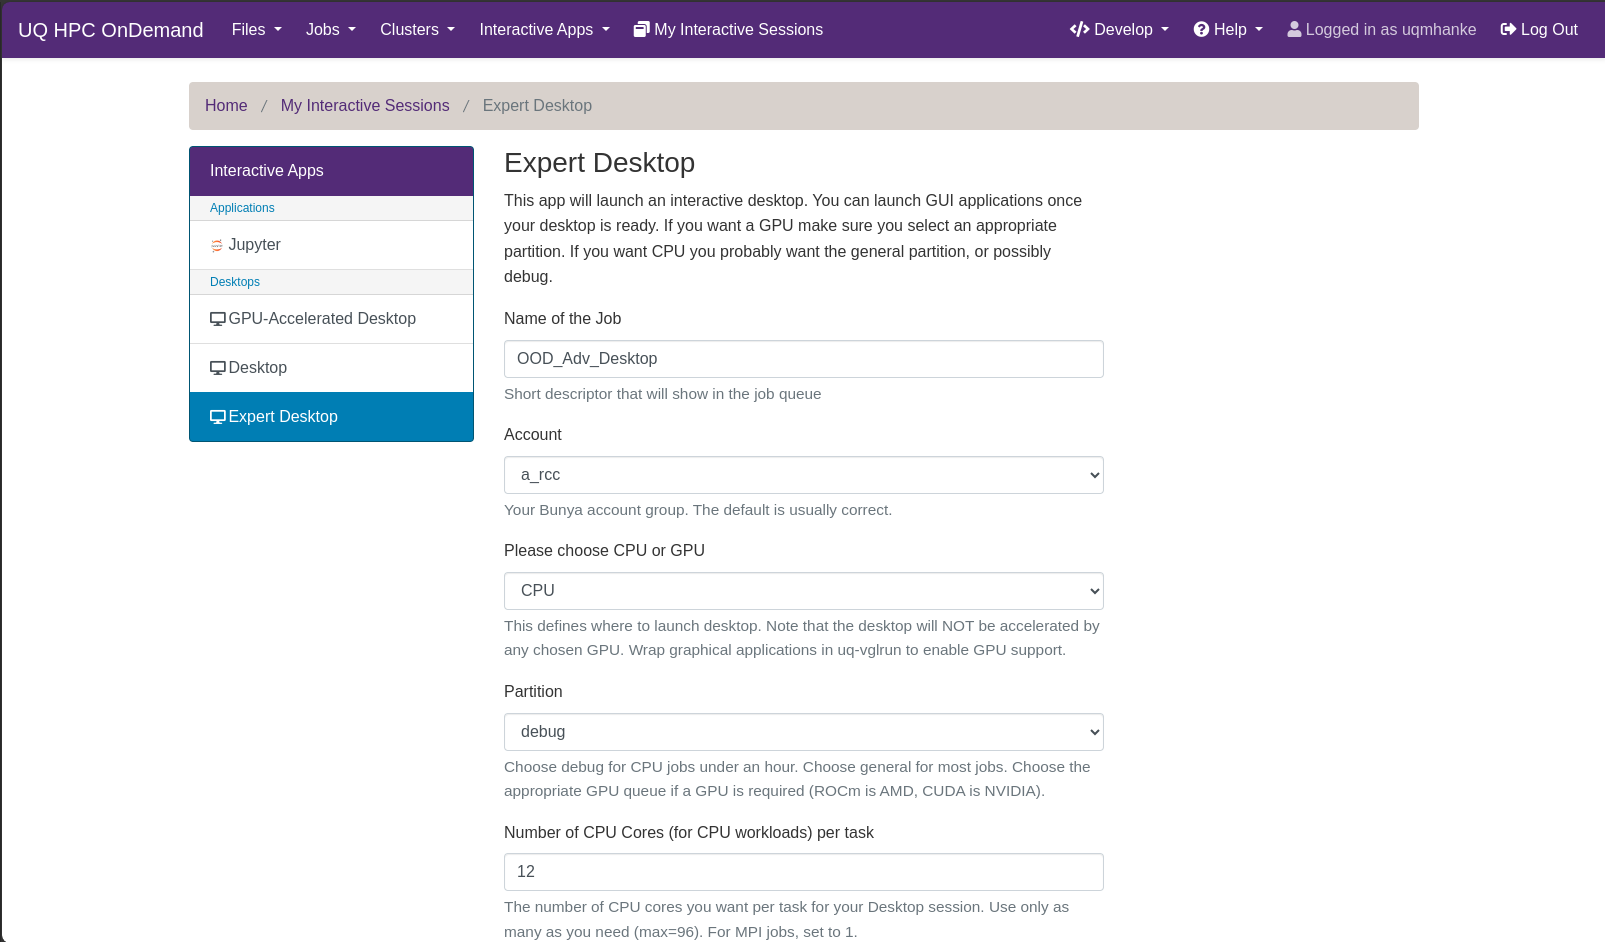 UQ HPC OnDemand Files Jobs Clusters Interactive Apps My Interactive Sessions Develop Help Logged in as uqmhanke Log Out
Home / My Interactive Sessions / Expert Desktop
Interactive Apps
Applications
Jupyter
Desktops
GPU-Accelerated Desktop
Desktop
Expert Desktop
Expert Desktop
This app will launch an interactive desktop. You can launch GUI applications once
your desktop is ready. If you want a GPU make sure you select an appropriate
partition. If you want CPU you probably want the general partition, or possibly
debug.
Name of the Job
OOD_Adv_Desktop
Short descriptor that will show in the job queue
Account
a_rcc
Your Bunya account group. The default is usually correct.
Please choose CPU or GPU
CPU
This defines where to launch desktop. Note that the desktop will NOT be accelerated by
any chosen GPU. Wrap graphical applications in uq-vglrun to enable GPU support.
Partition
debug
Choose debug for CPU jobs under an hour. Choose general for most jobs. Choose the
appropriate GPU queue if a GPU is required (ROCm is AMD, CUDA is NVIDIA).
Number of CPU Cores (for CPU workloads) per task
12
The number of CPU cores you want per task for your Desktop session. Use only as
many as you need (max=96). For MPI jobs, set to 1.